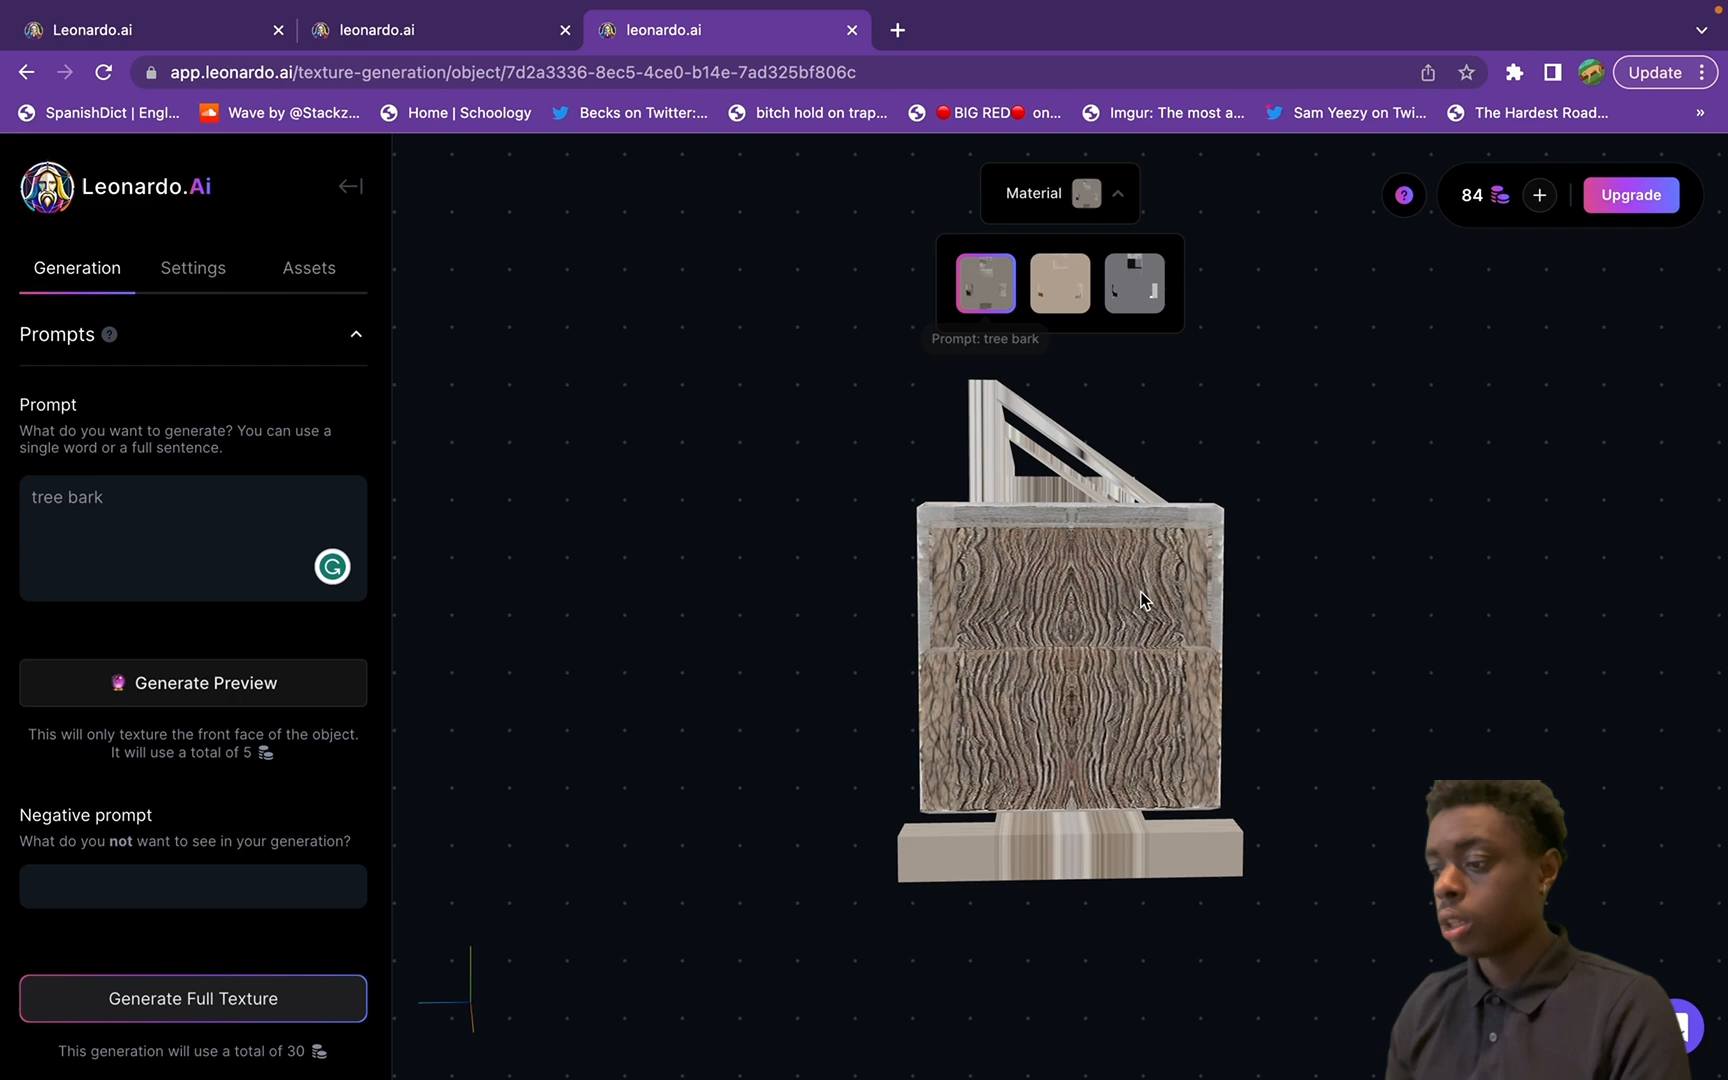 Leonardo.ai
leonardo.ai
leonardo.ai
app.leonardo.ai/texture-generation/object/7d2a3336-8ec5-4ce0-b14e-7ad325bf806c
Update
SpanishDict | Engl...
Wave by @Stackz...
Home | Schoology
Becks on Twitter:...
bitch hold on trap...
🔴BIG RED🔴 on...
Imgur: The most a...
Sam Yeezy on Twi...
The Hardest Road...
»
Leonardo.Ai
Material
84
Upgrade
Generation
Settings
Assets
Prompts
Prompt: tree bark
Prompt
What do you want to generate? You can use a
single word or a full sentence.
tree bark
Generate Preview
This will only texture the front face of the object.
It will use a total of 5
Negative prompt
What do you not want to see in your generation?
Generate Full Texture
This generation will use a total of 30